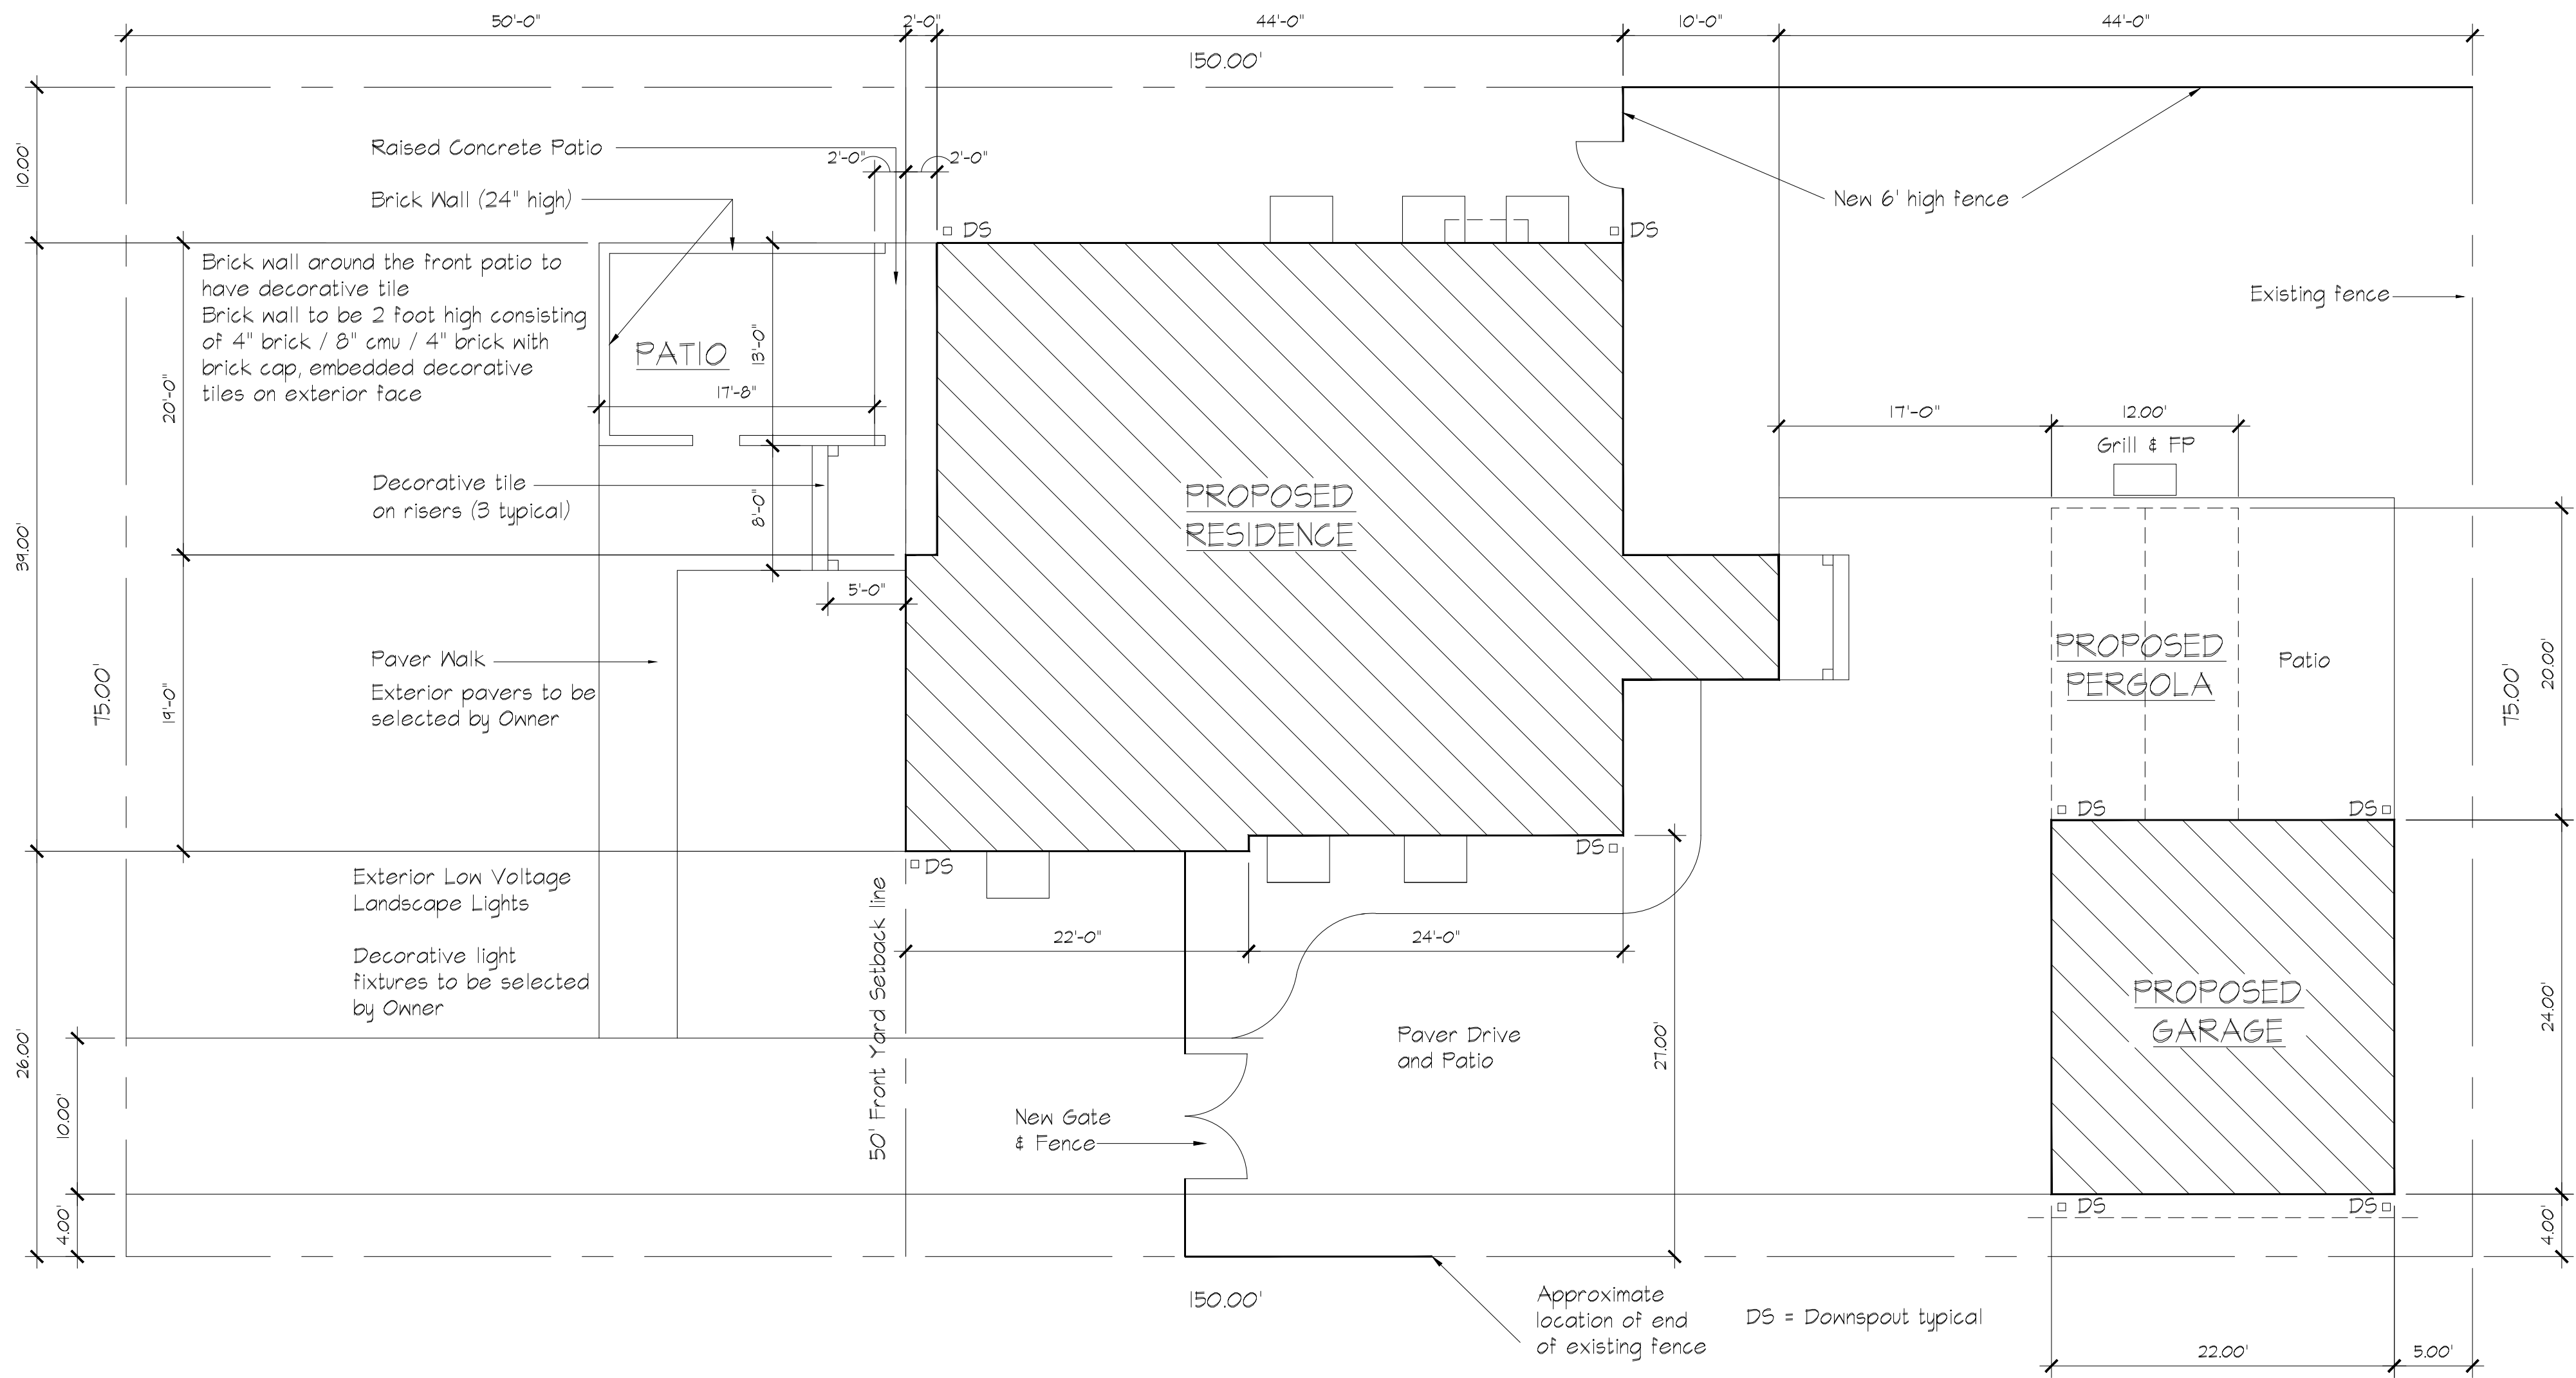 50'-0"
2'-0"
44'-0"
10'-0"
44'-0"
150.00'
10.00'
Raised Concrete Patio
2'-0"
2'-0"
Brick Wall (24" high)
New 6' high fence
DS
DS
Brick wall around the front patio to
have decorative tile
Brick wall to be 2 foot high consisting
of 4" brick / 8" cmu / 4" brick with
brick cap, embedded decorative
tiles on exterior face
Existing fence
PATIO
13'-0"
17'-8"
20'-0"
17'-0"
12.00'
Grill & FP
Decorative tile
on risers (3 typical)
8'-0"
PROPOSED
RESIDENCE
39.00'
5'-0"
Paver Walk
Exterior pavers to be
selected by Owner
75.00'
19'-0"
PROPOSED
PERGOLA
Patio
20.00'
75.00'
DS
DS
DS
DS
Exterior Low Voltage
Landscape Lights
Decorative light
fixtures to be selected
by Owner
50' Front Yard Setback line
22'-0"
24'-0"
PROPOSED
GARAGE
24.00'
26.00'
Paver Drive
and Patio
27.00'
10.00'
New Gate
& Fence
4.00'
DS
DS
4.00'
150.00'
Approximate
location of end
of existing fence
DS = Downspout typical
22.00'
5.00'